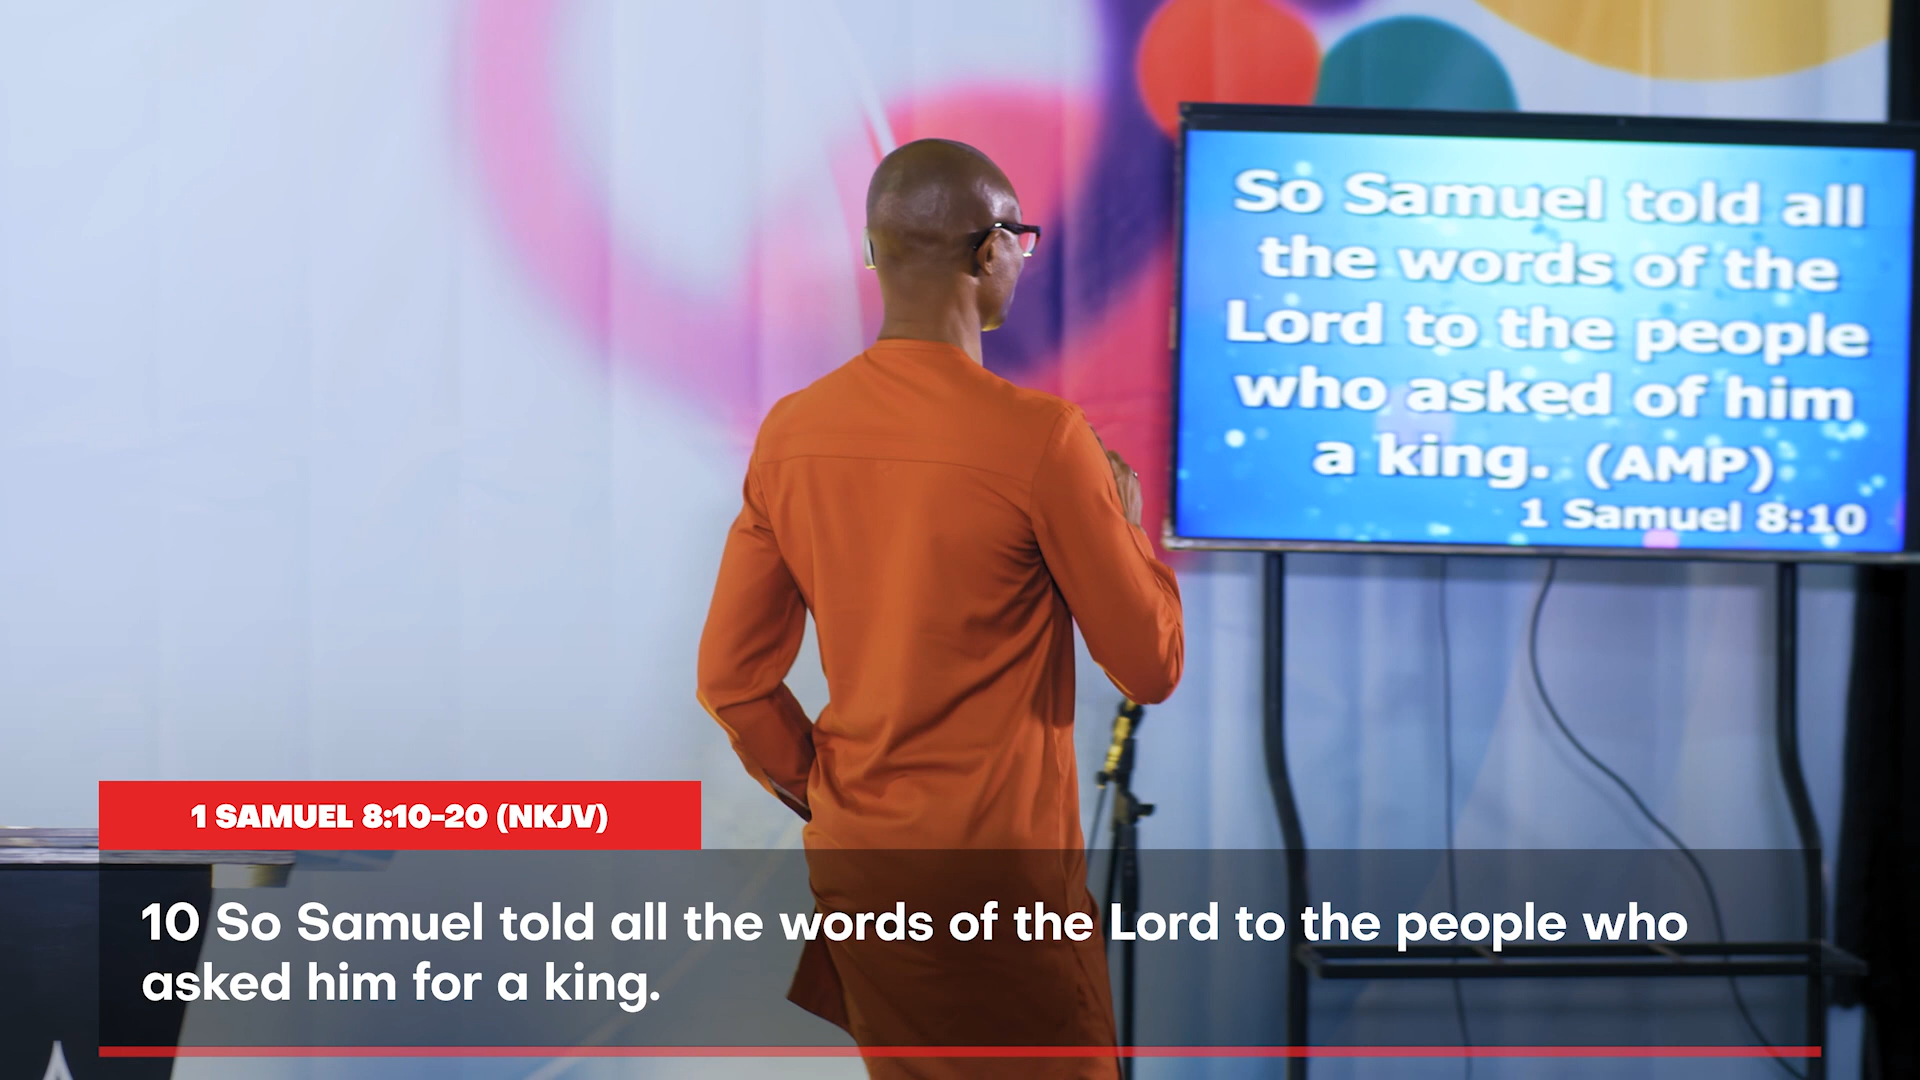 So Samuel told all
the words of the
Lord to the people
who asked of him
a king. (AMP)
1 Samuel 8:10
1 SAMUEL 8:10-20 (NKJV)
10 So Samuel told all the words of the Lord to the people who
asked him for a king.